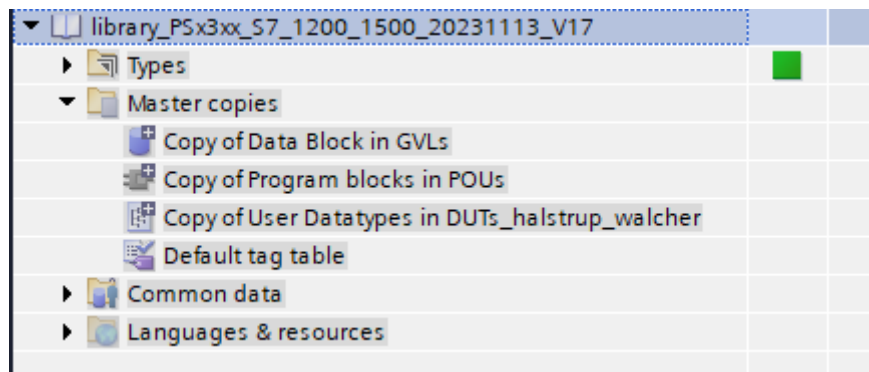 library_PSx3xx_S7_1200_1500_20231113_V17
Types
Master copies
Copy of Data Block in GVLs
Copy of Program blocks in POUs
Copy of User Datatypes in DUTs_halstrup_walcher
Default tag table
Common data
Languages & resources